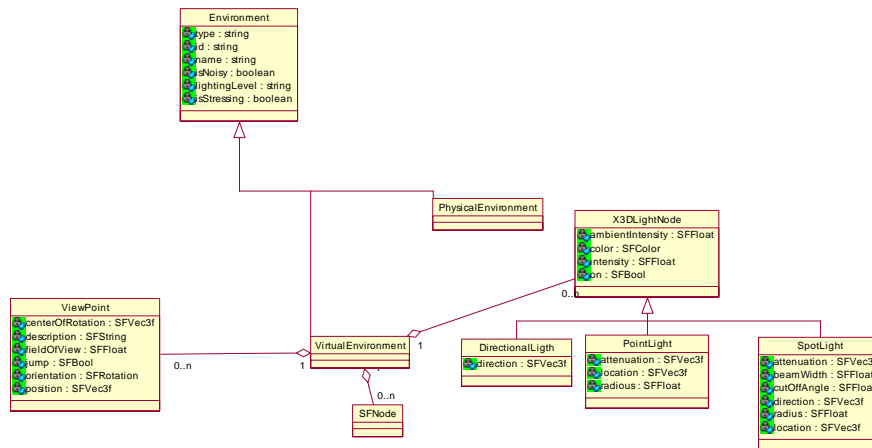 Environment
type : string
id : string
name : string
isNoisy : boolean
lightingLevel : string
isStressing : boolean
PhysicalEnvironment
X3DLightNode
ambientIntensity : SFFloat
color : SFColor
intensity : SFFloat
on : SFBool
0..n
ViewPoint
centerOfRotation : SFVec3f
description : SFString
fieldOfView : SFFloat
jump : SFBool
orientation : SFRotation
position : SFVec3f
0..n
1
VirtualEnvironment
1
0..n
SFNode
DirectionalLigth
direction : SFVec3f
PointLight
attenuation : SFVec3f
location : SFVec3f
radious : SFFloat
SpotLight
attenuation : SFVec3f
beamWidth : SFFloat
cutOffAngle : SFFloat
direction : SFVec3f
radius : SFFloat
location : SFVec3f